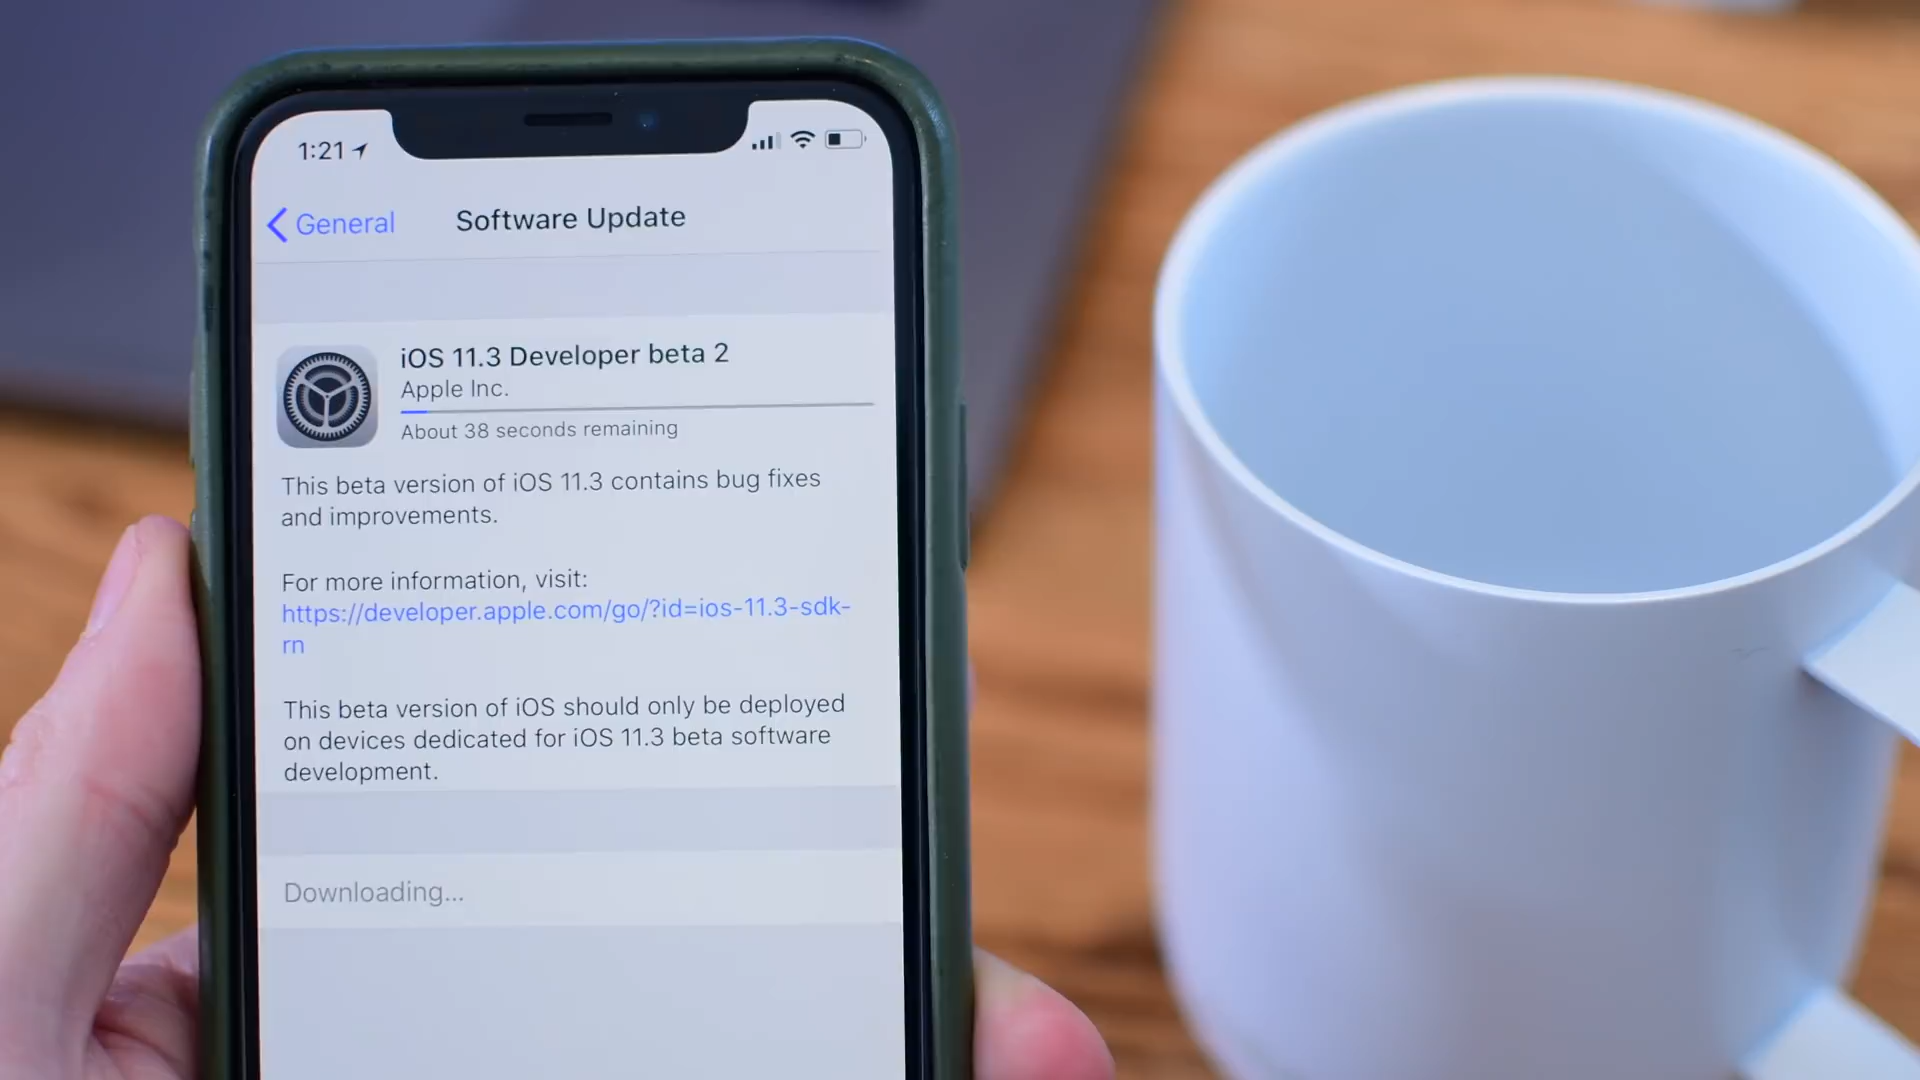 1:21
General
Software Update
iOS 11.3 Developer beta 2
Apple Inc.
About 38 seconds remaining
This beta version of iOS 11.3 contains bug fixes
and improvements.
For more information, visit:
https://developer.apple.com/go/?id=ios-11.3-sdk-
rn
This beta version of iOS should only be deployed
on devices dedicated for iOS 11.3 beta software
development.
Downloading...